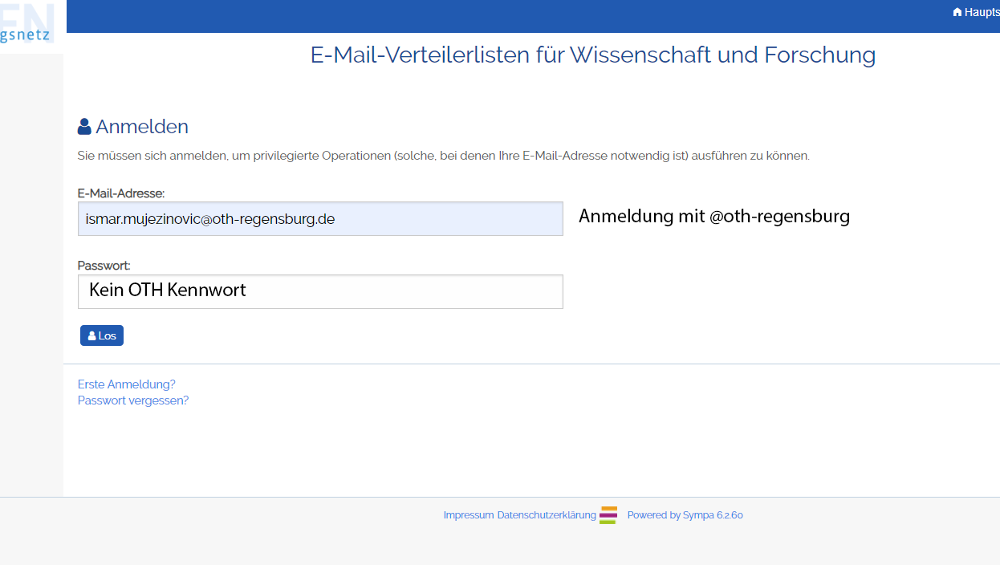 gsnetz
Haupts
E-Mail-Verteilerlisten für Wissenschaft und Forschung
Anmelden
Sie müssen sich anmelden, um privilegierte Operationen (solche, bei denen Ihre E-Mail-Adresse notwendig ist) ausführen zu können.
E-Mail-Adresse:
ismar.mujezinovic@oth-regensburg.de
Anmeldung mit @oth-regensburg
Passwort:
Kein OTH Kennwort
Los
Erste Anmeldung?
Passwort vergessen?
Impressum Datenschutzerklärung Powered by Sympa 6.2.60